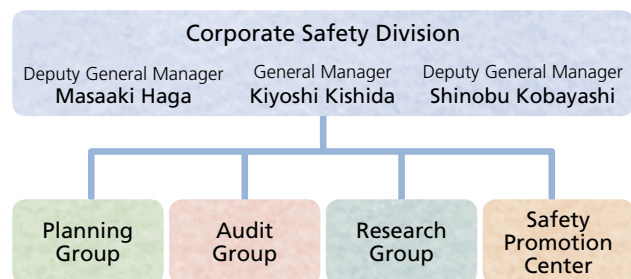 Corporate Safety Division
Deputy General Manager
Masaaki Haga
General Manager
Kiyoshi Kishida
Deputy General Manager
Shinobu Kobayashi
Planning
Group
Audit
Group
Research
Group
Safety
Promotion
Center